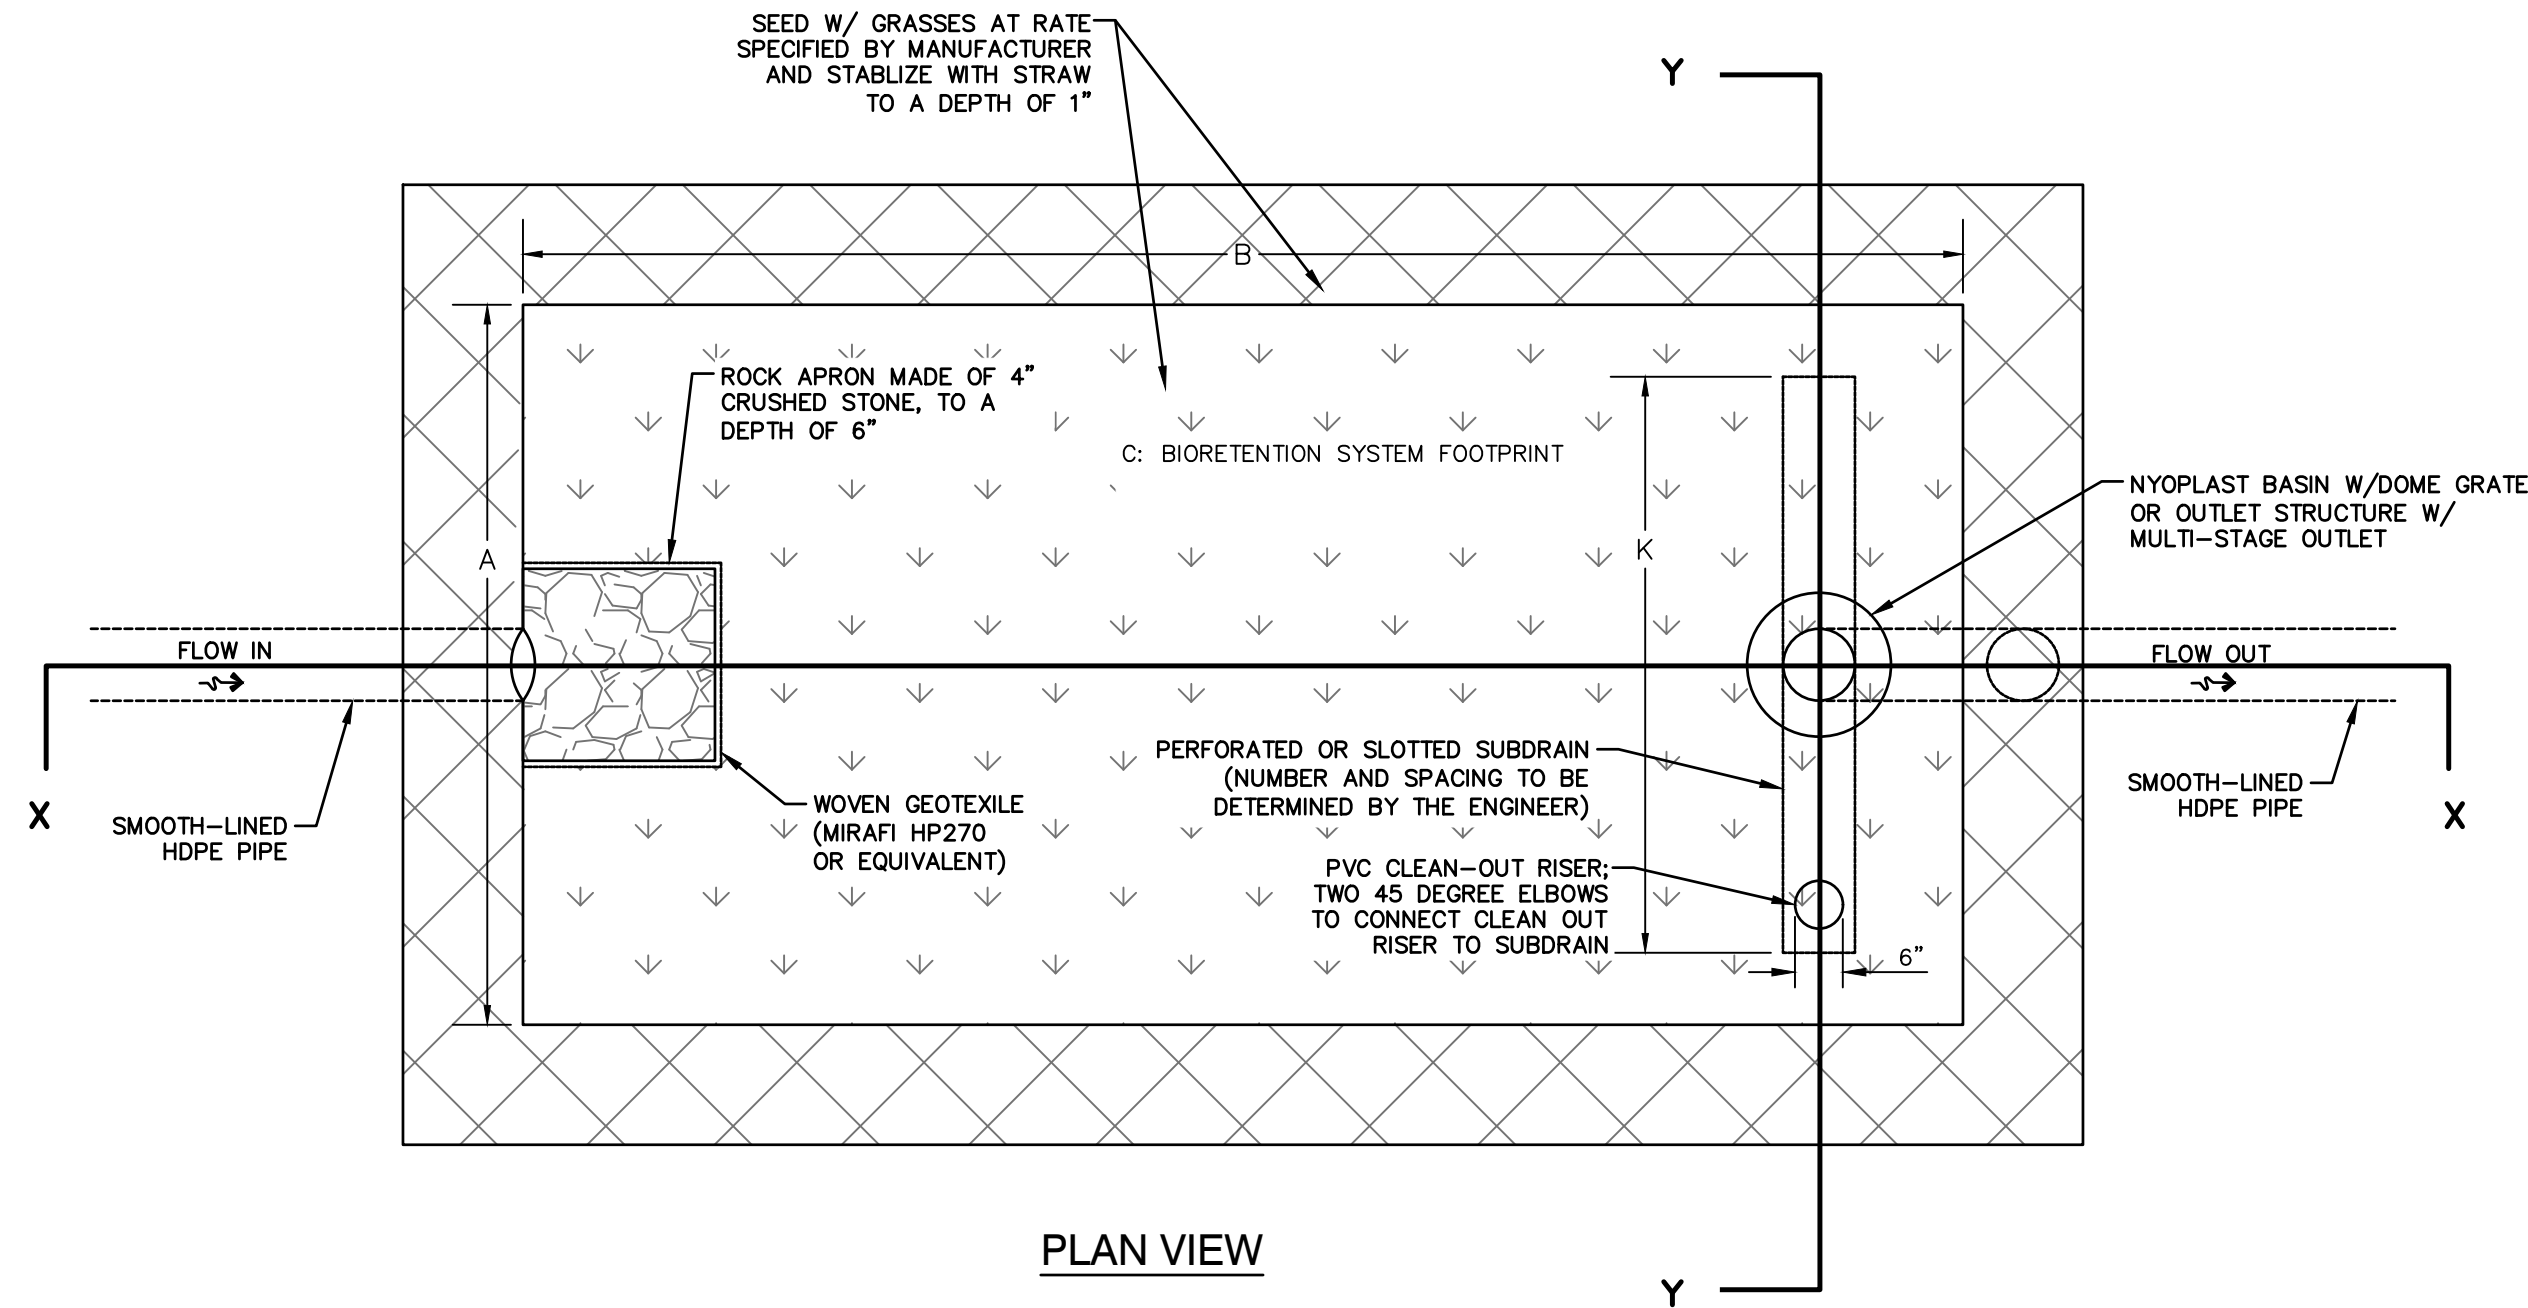 SEED W/ GRASSES AT RATE
SPECIFIED BY MANUFACTURER
AND STABLIZE WITH STRAW
TO A DEPTH OF 1”
Y
B
ROCK APRON MADE OF 4”
CRUSHED STONE, TO A
DEPTH OF 6”
C: BIORETENTION SYSTEM FOOTPRINT
NYOPLAST BASIN W/DOME GRATE
OR OUTLET STRUCTURE W/
MULTI-STAGE OUTLET
A
K
FLOW IN
FLOW OUT
X
SMOOTH-LINED
HDPE PIPE
WOVEN GEOTEXILE
(MIRAFI HP270
OR EQUIVALENT)
PERFORATED OR SLOTTED SUBDRAIN
(NUMBER AND SPACING TO BE
DETERMINED BY THE ENGINEER)
SMOOTH-LINED
HDPE PIPE
X
PVC CLEAN-OUT RISER;
TWO 45 DEGREE ELBOWS
TO CONNECT CLEAN OUT
RISER TO SUBDRAIN
6”
PLAN VIEW
Y